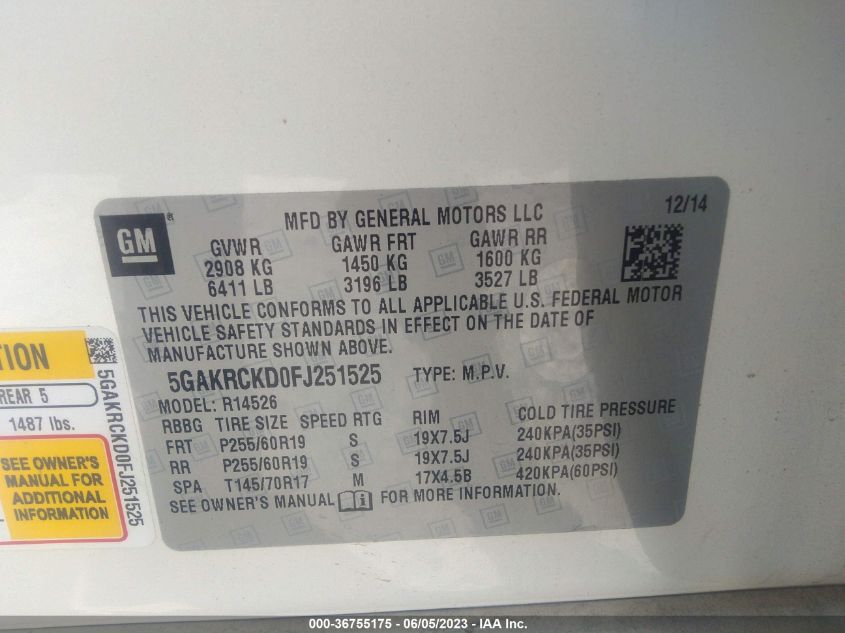 GM®
MFD BY GENERAL MOTORS LLC
12/14
GVWR GAWR FRT GAWR RR
2908 KG 1450 KG 1600 KG
6411 LB 3196 LB 3527 LB
THIS VEHICLE CONFORMS TO ALL APPLICABLE U.S. FEDERAL MOTOR
VEHICLE SAFETY STANDARDS IN EFFECT ON THE DATE OF
MANUFACTURE SHOWN ABOVE.
5GAKRCKD0FJ251525 TYPE: M.P.V.
MODEL: R14526
RBBG TIRE SIZE SPEED RTG RIM COLD TIRE PRESSURE
FRT P255/60R19 S 19X7.5J 240KPA(35PSI)
RR P255/60R19 S 19X7.5J 240KPA(35PSI)
SPA T145/70R17 M 17X4.5B 420KPA(60PSI)
SEE OWNER'S MANUAL FOR MORE INFORMATION.
REAR 5
1487 lbs.
SEE OWNER'S
MANUAL FOR
ADDITIONAL
INFORMATION
5GAKRCKD0FJ251525
000-36755175 - 06/05/2023 - IAA Inc.